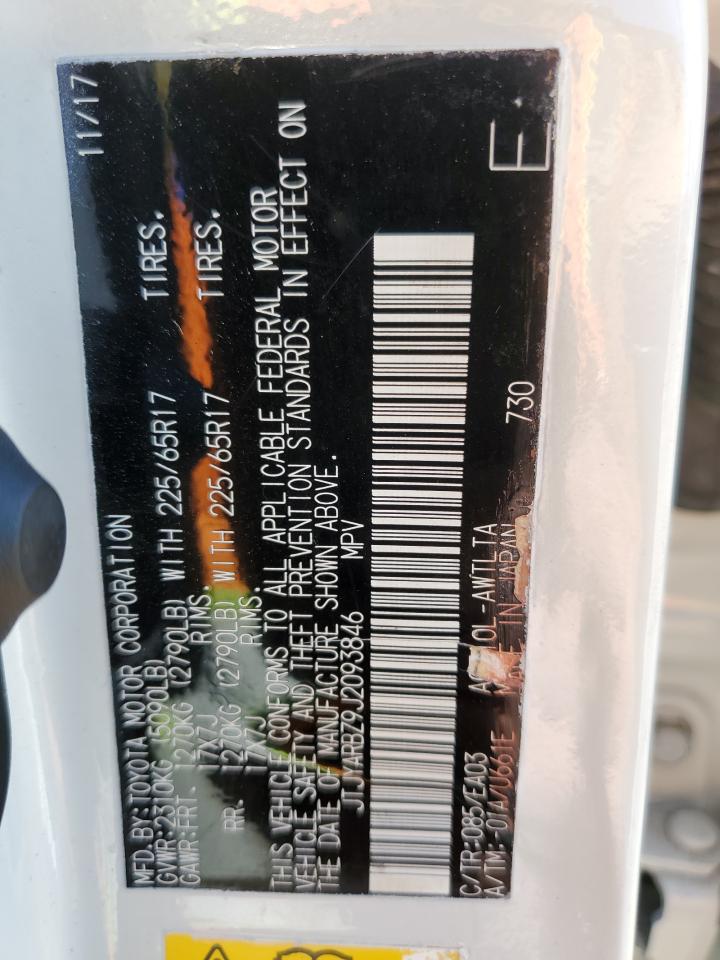 MFD. BY: TOYOTA MOTOR CORPORATION 11/17
GVWR: 2310KG (5090LB)
GAWR: FRT. 1270KG (2790LB) WITH 225/65R17 TIRES.
17X7J RIMS.
RR. 1270KG (2790LB) WITH 225/65R17 TIRES.
17X7J RIMS.
THIS VEHICLE CONFORMS TO ALL APPLICABLE FEDERAL MOTOR
VEHICLE SAFETY AND THEFT PREVENTION STANDARDS IN EFFECT ON
THE DATE OF MANUFACTURE SHOWN ABOVE.
JTJYARBZ9J2093846 MPV
C/TR: 085/EA03 730 E.
A/TM: MADE IN JAPAN